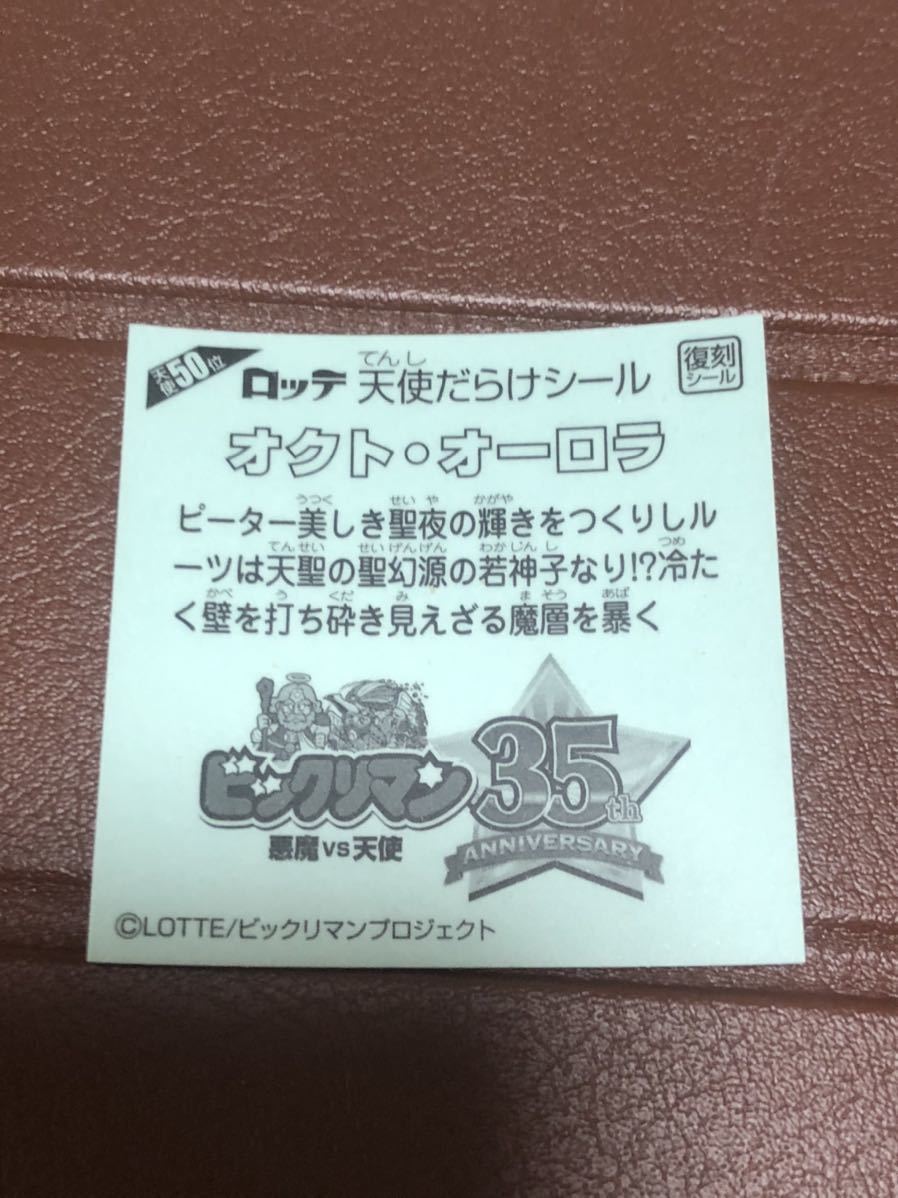 天使50位
ロッテ 天使だらけシール
てんし
復刻
シール
オクト・オーロラ
うつく せいや かがや
ピーター美しき聖夜の輝きをつくりしル
てんせい せいげんげん わかじんし つめ
ーツは天聖の聖幻源の若神子なり!?冷た
かべ う くだ み まそう あば
く壁を打ち砕き見えざる魔層を暴く
ビックリマン
悪魔VS天使
35th
ANNIVERSARY
©LOTTE/ビックリマンプロジェクト